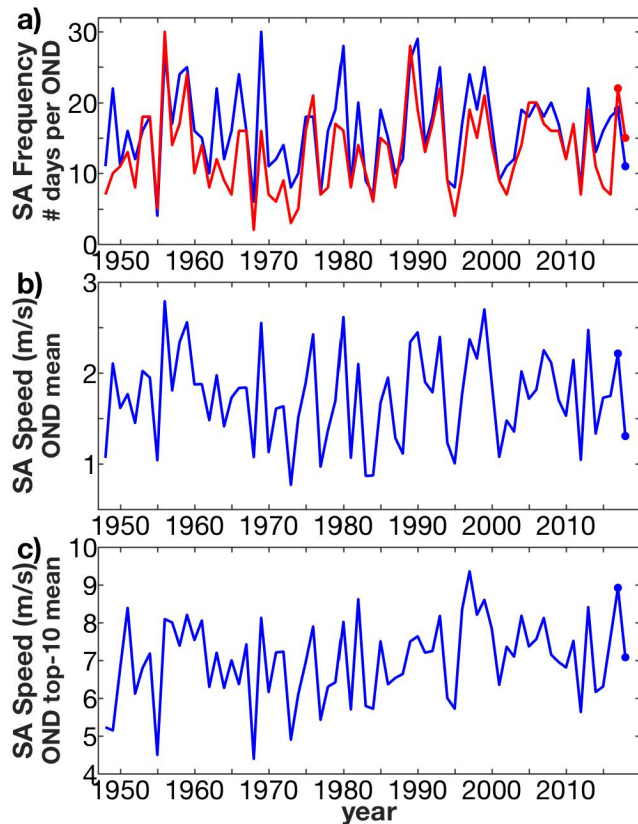 a)
SA Frequency
# days per OND
30
20
10
0
1950 1960 1970 1980 1990 2000 2010
b)
SA Speed (m/s)
OND mean
3
2
1
1950 1960 1970 1980 1990 2000 2010
c)
SA Speed (m/s)
OND top-10 mean
10
9
8
7
6
5
4
1950 1960 1970 1980 1990 2000 2010
year